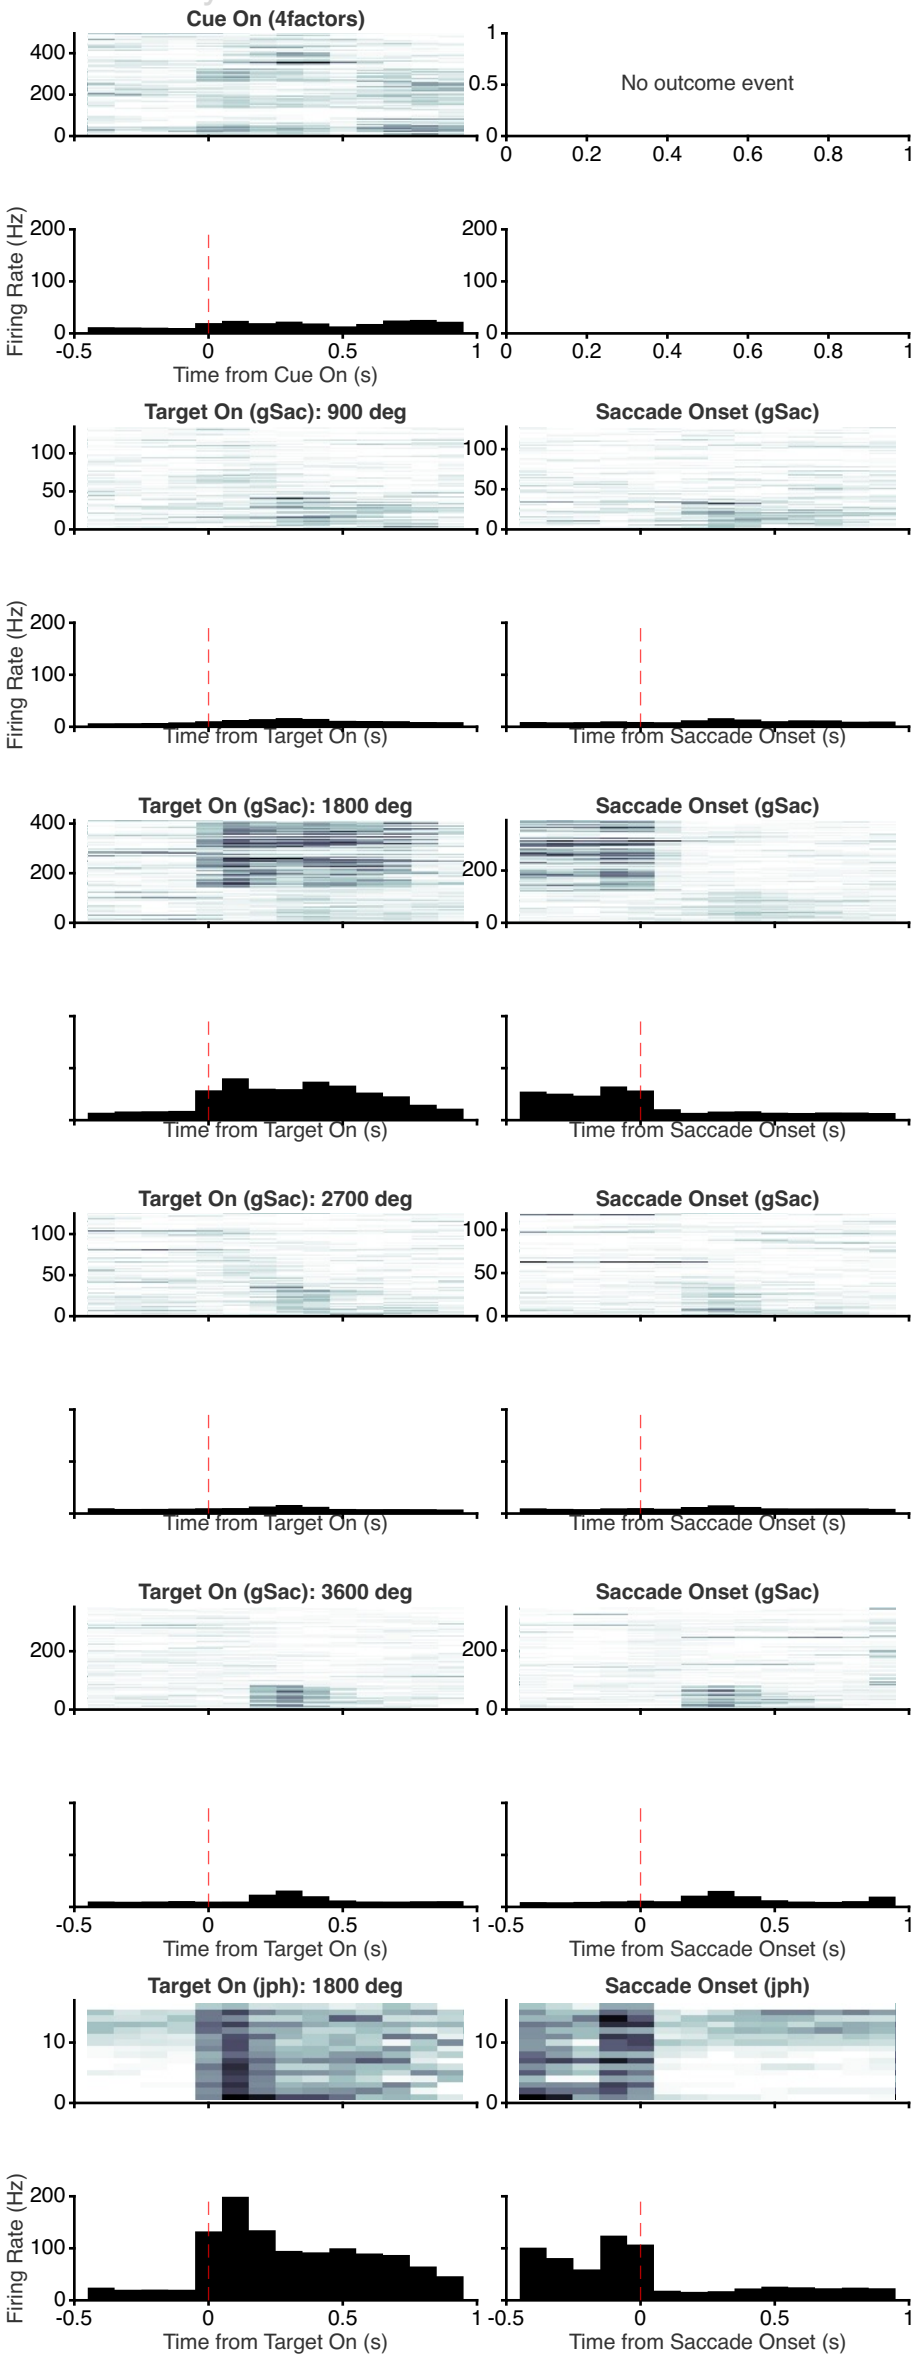 Cue On (4factors)
400
200
0
1
0.5
0
No outcome event
0 0.2 0.4 0.6 0.8 1
Firing Rate (Hz)
200
100
0
-0.5 0 0.5 1
Time from Cue On (s)
200
100
0
0 0.2 0.4 0.6 0.8 1
Target On (gSac): 900 deg
100
50
0
Saccade Onset (gSac)
100
50
0
Firing Rate (Hz)
200
100
0
Time from Target On (s)
Time from Saccade Onset (s)
Target On (gSac): 1800 deg
400
200
0
Saccade Onset (gSac)
200
0
Time from Target On (s)
Time from Saccade Onset (s)
Target On (gSac): 2700 deg
100
50
0
Saccade Onset (gSac)
100
50
0
Time from Target On (s)
Time from Saccade Onset (s)
Target On (gSac): 3600 deg
200
0
Saccade Onset (gSac)
200
0
-0.5 0 0.5 1
Time from Target On (s)
-0.5 0 0.5 1
Time from Saccade Onset (s)
Target On (jph): 1800 deg
10
0
Saccade Onset (jph)
10
0
Firing Rate (Hz)
200
100
0
-0.5 0 0.5 1
Time from Target On (s)
-0.5 0 0.5 1
Time from Saccade Onset (s)